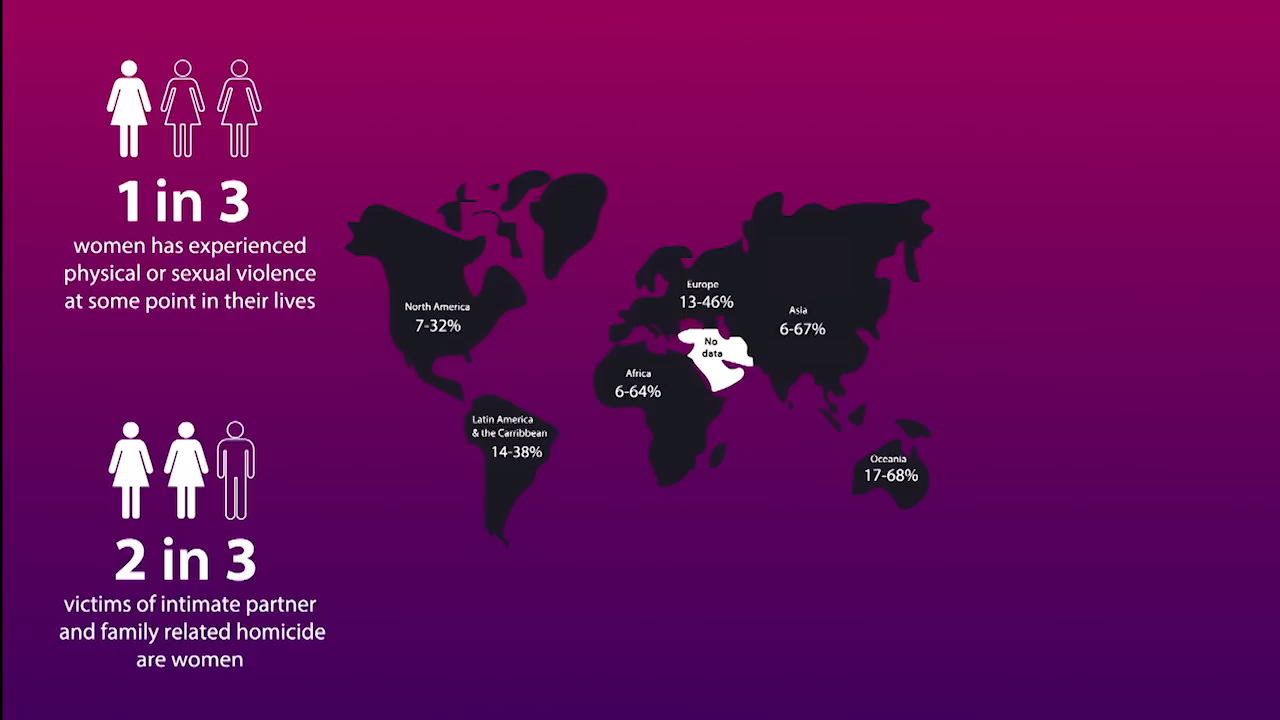 1 in 3
women has experienced
physical or sexual violence
at some point in their lives
2 in 3
victims of intimate partner
and family related homicide
are women
North America
7-32%
Latin America
& the Carribbean
14-38%
Europe
13-46%
Africa
6-64%
No
data
Asia
6-67%
Oceania
17-68%